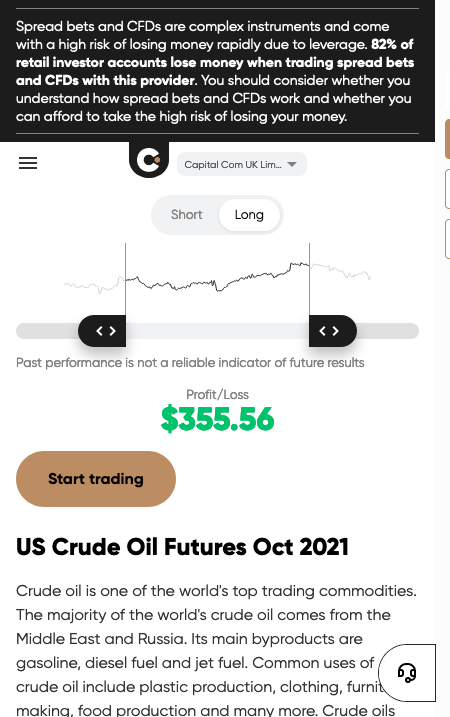 Spread bets and CFDs are complex instruments and come
with a high risk of losing money rapidly due to leverage. 82% of
retail investor accounts lose money when trading spread bets
and CFDs with this provider. You should consider whether you
understand how spread bets and CFDs work and whether you
can afford to take the high risk of losing your money.
Capital Com UK Lim...
Short Long
Past performance is not a reliable indicator of future results
Profit/Loss
$355.56
Start trading
US Crude Oil Futures Oct 2021
Crude oil is one of the world's top trading commodities.
The majority of the world's crude oil comes from the
Middle East and Russia. Its main byproducts are
gasoline, diesel fuel and jet fuel. Common uses of
crude oil include plastic production, clothing,
making, food production and many more. Crude oils